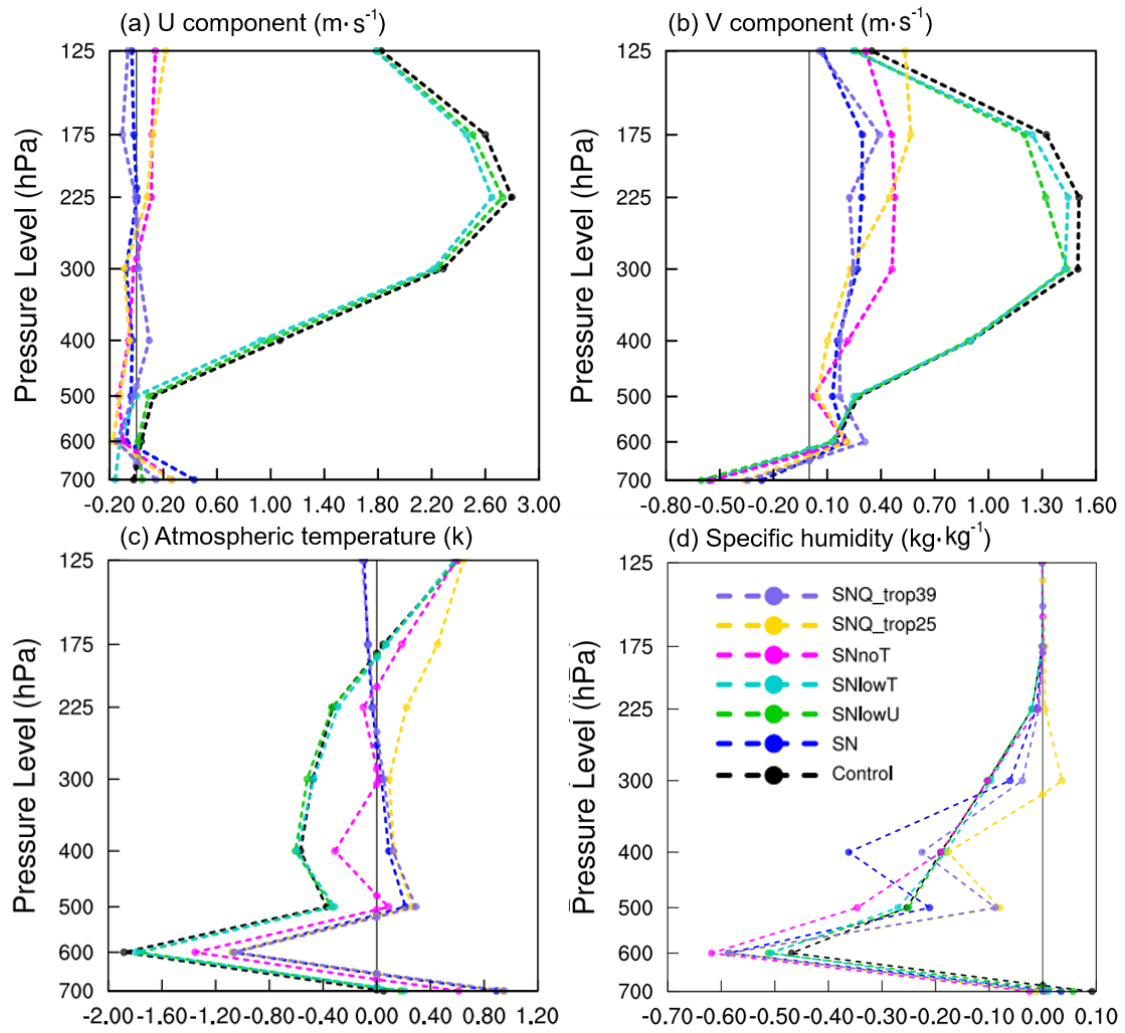 (a) U component (m·s⁻¹)
(b) V component (m·s⁻¹)
Pressure Level (hPa)
125
175
225
300
400
500
600
700
-0.20 0.20 0.60 1.00 1.40 1.80 2.20 2.60 3.00
Pressure Level (hPa)
125
175
225
300
400
500
600
700
-0.80 -0.50 -0.20 0.10 0.40 0.70 1.00 1.30 1.60
(c) Atmospheric temperature (k)
(d) Specific humidity (kg·kg⁻¹)
Pressure Level (hPa)
125
175
225
300
400
500
600
700
-2.00 -1.60 -1.20 -0.80 -0.40 0.00 0.40 0.80 1.20
Pressure Level (hPa)
125
175
225
300
400
500
600
700
SNQ_trop39
SNQ_trop25
SNnoT
SNlowT
SNlowU
SN
Control
-0.70 -0.60 -0.50 -0.40 -0.30 -0.20 -0.10 0.00 0.10